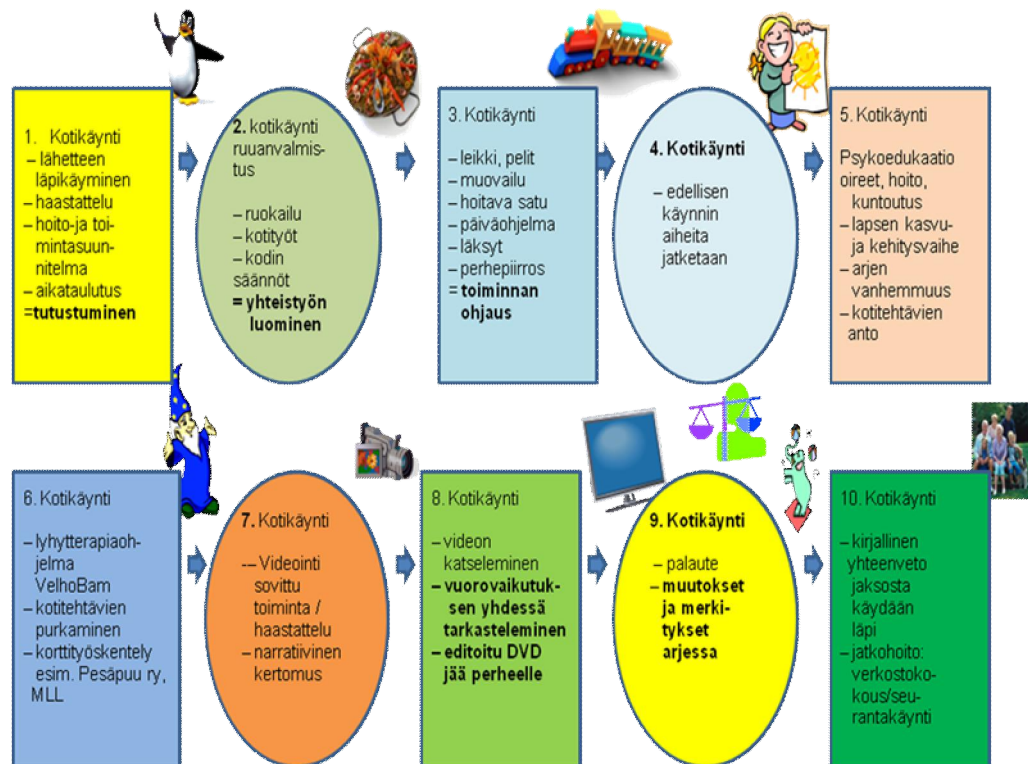 1. Kotikäynti
– lähetteen
läpikäyminen
– haastattelu
– hoito-ja toi-
mintasuun-
nitelma
– aikataulutus
=tutustuminen
2. kotikäynti
ruuanvalmis-
tus
– ruokailu
– kotityöt
– kodin
säännöt
= yhteistyön
luominen
3. Kotikäynti
– leikki, pelit
– muovailu
– hoitava satu
– päiväohjelma
– läksyt
– perhepiirros
= toiminnan
ohjaus
4. Kotikäynti
– edellisen
käynnin
aiheita
jatketaan
5. Kotikäynti
Psykoedukaatio
oireet, hoito,
kuntoutus
– lapsen kasvu-
ja kehitysvaihe
– arjen
vanhemmuus
– kotitehtävien
anto
6. Kotikäynti
– lyhytterapiaoh-
jelma
VelhoBam
– kotitehtävien
purkaminen
– korttityöskentely
esim. Pesäpuu ry,
MLL
7. Kotikäynti
–- Videointi
sovittu
toiminta /
haastattelu
– narratiivinen
kertomus
8. Kotikäynti
– videon
katseleminen
– vuorovaikutuk-
sen yhdessä
tarkasteleminen
– editoitu DVD
jää perheelle
9. Kotikäynti
– palaute
– muutokset
ja merki-
tykset
arjessa
10. Kotikäynti
– kirjallinen
yhteenveto
jaksosta
käydään
läpi
– jatkohoito:
verkostoko-
kous/seu-
rantakäynti